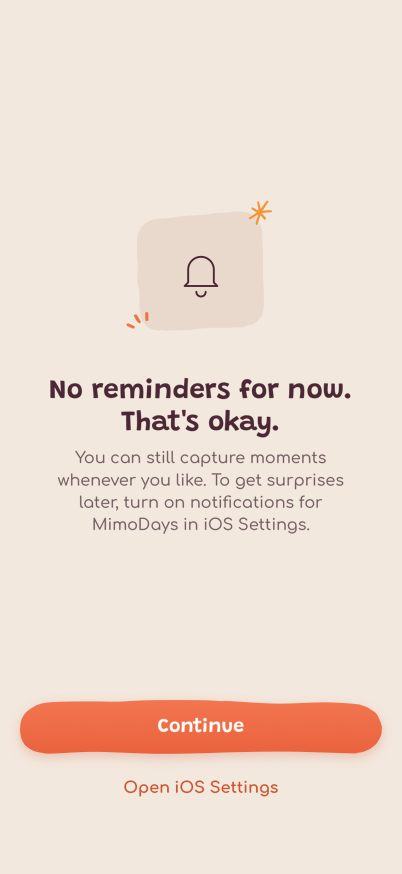 No reminders for now.
That's okay.
You can still capture moments
whenever you like. To get surprises
later, turn on notifications for
MimoDays in iOS Settings.
Continue
Open iOS Settings